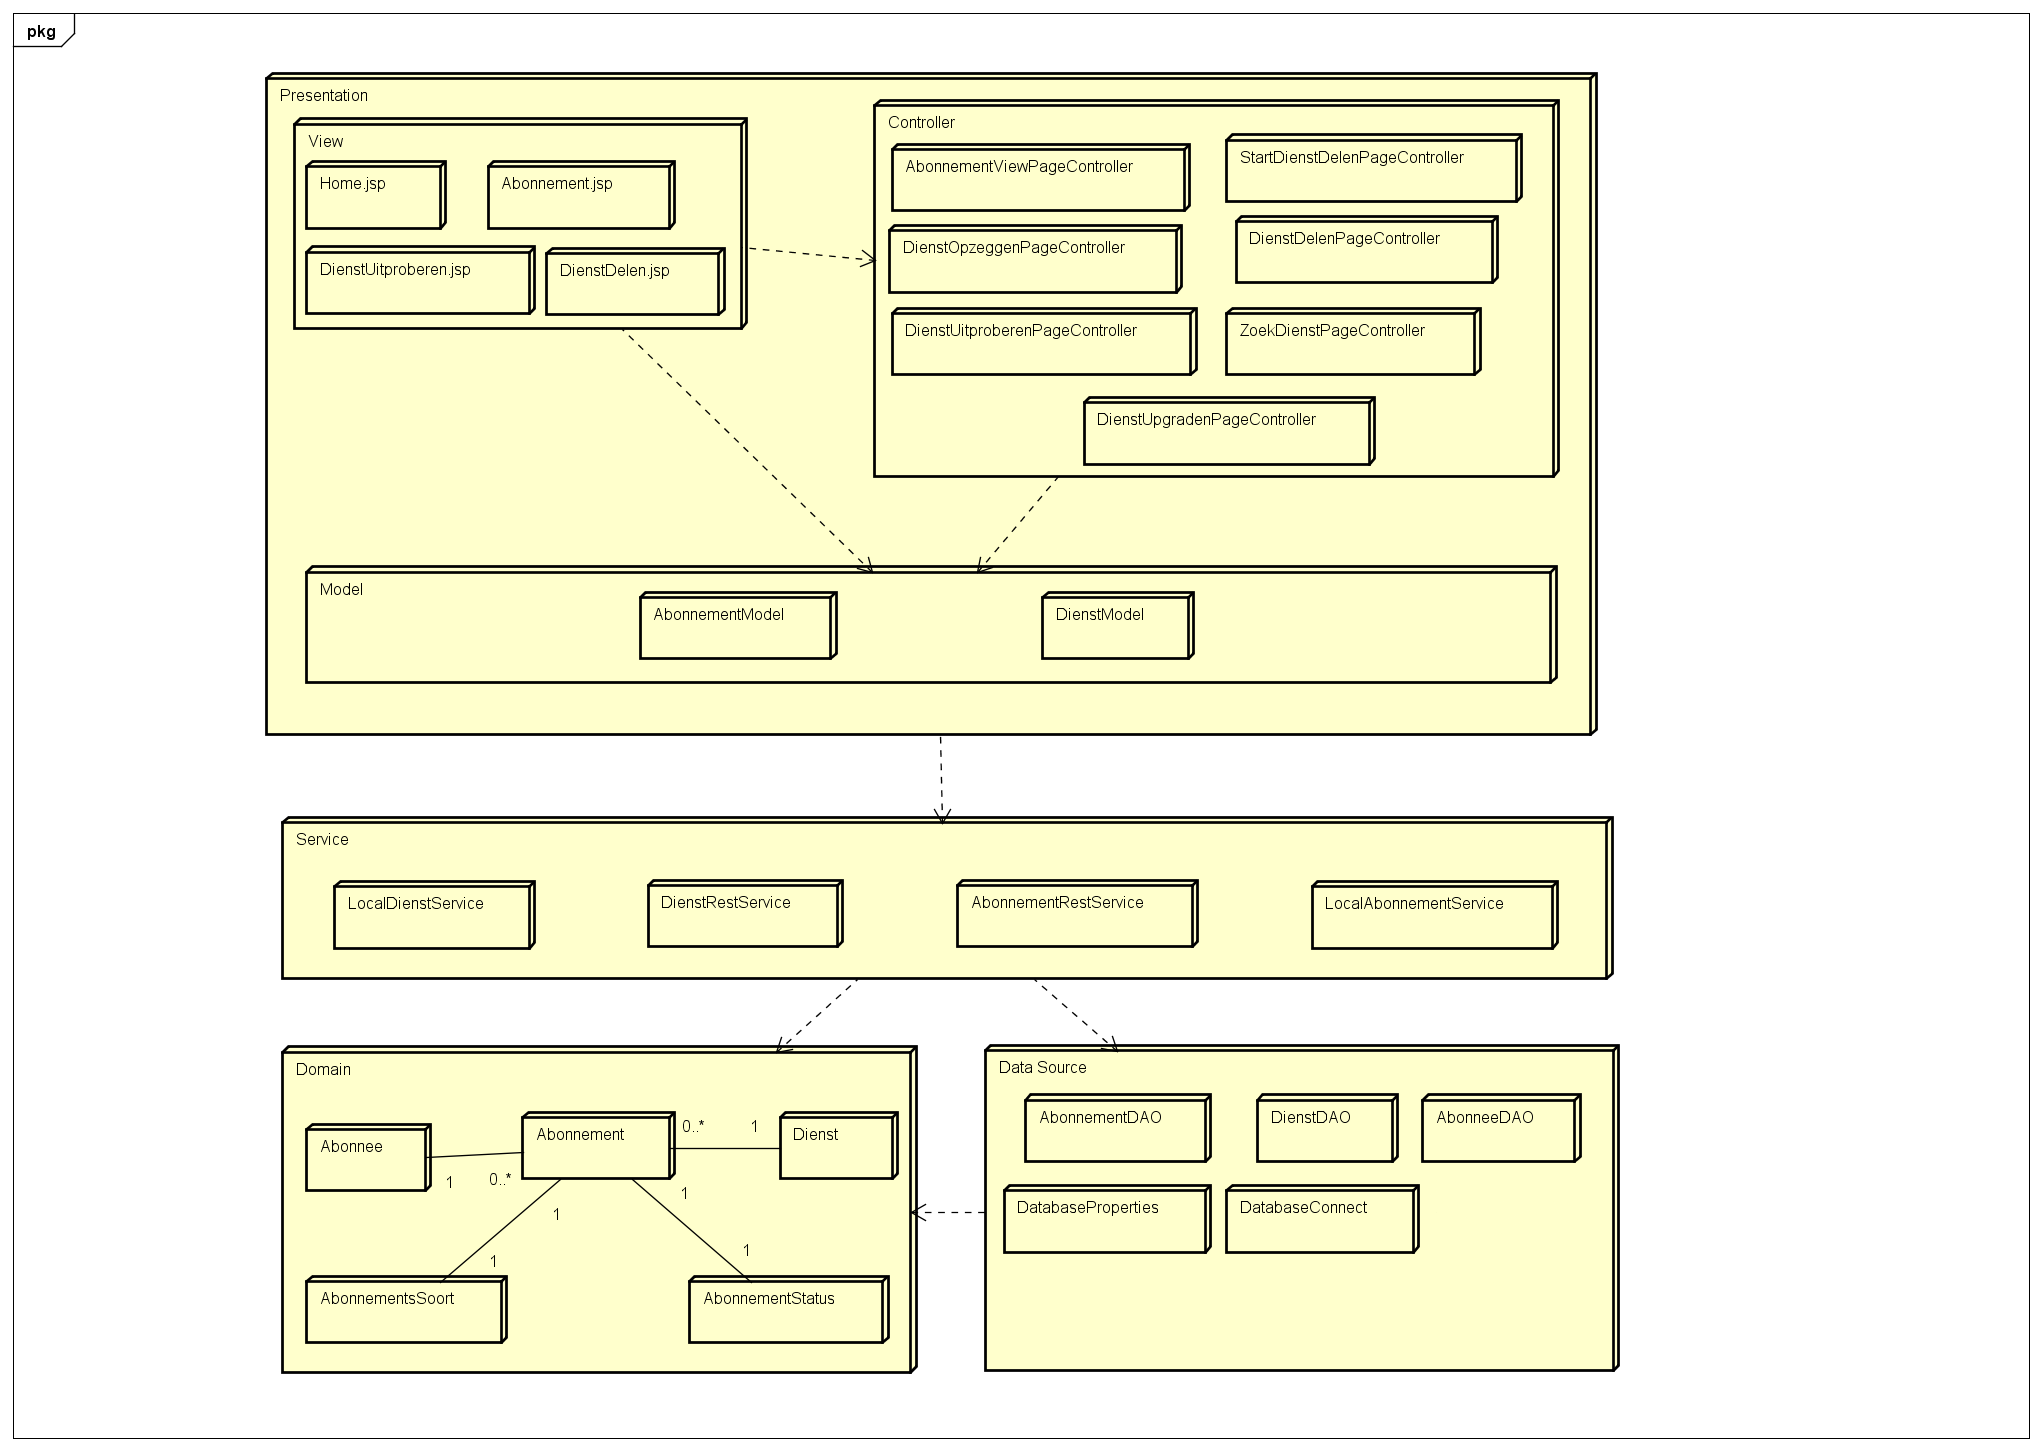 pkg
Presentation
View
Home.jsp
Abonnement.jsp
DienstUitproberen.jsp
DienstDelen.jsp
Controller
AbonnementViewPageController
StartDienstDelenPageController
DienstOpzeggenPageController
DienstDelenPageController
DienstUitproberenPageController
ZoekDienstPageController
DienstUpgradenPageController
Model
AbonnementModel
DienstModel
Service
LocalDienstService
DienstRestService
AbonnementRestService
LocalAbonnementService
Domain
Abonnee
Abonnement
Dienst
0..*
1
1
0..*
1
1
1
1
AbonnementsSoort
AbonnementStatus
Data Source
AbonnementDAO
DienstDAO
AbonneeDAO
DatabaseProperties
DatabaseConnect